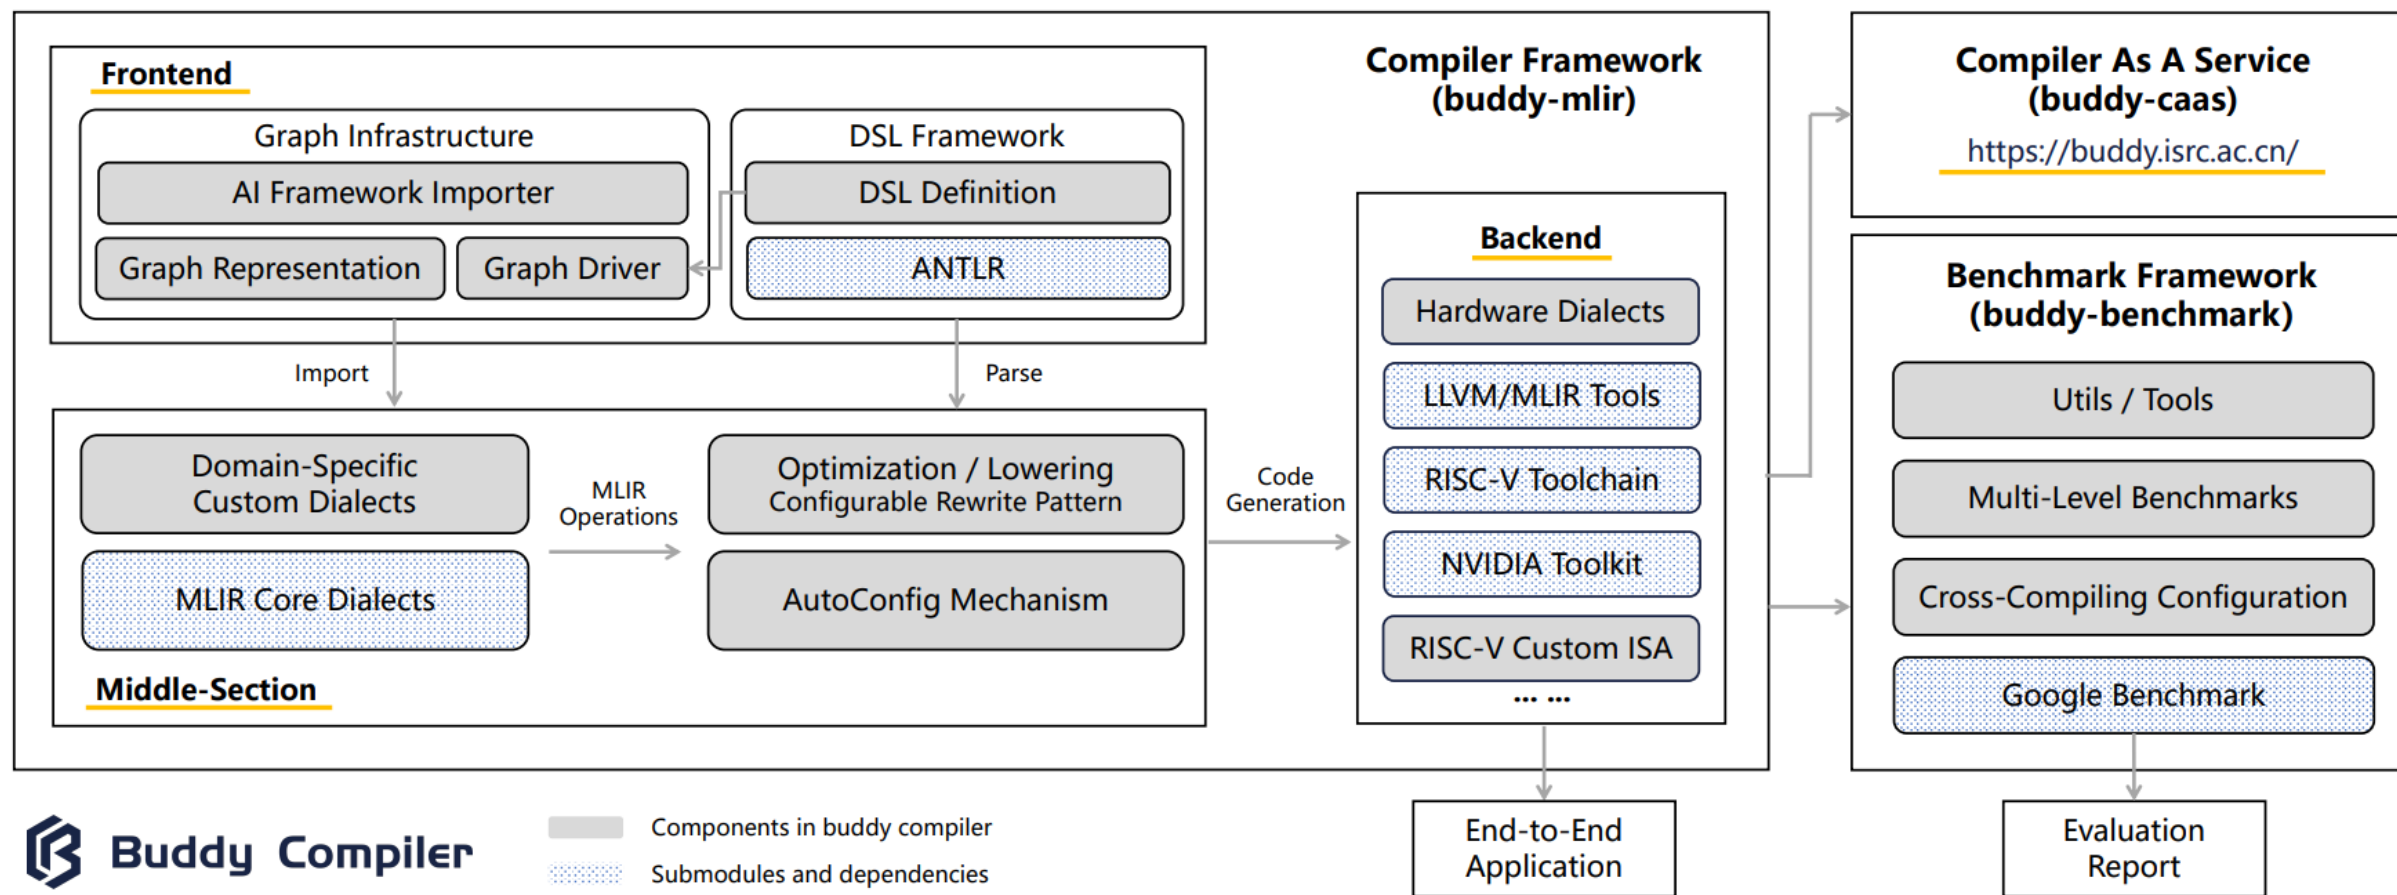 Frontend
Graph Infrastructure
AI Framework Importer
Graph Representation
Graph Driver
DSL Framework
DSL Definition
ANTLR
Import
Parse
Domain-Specific
Custom Dialects
MLIR Core Dialects
MLIR
Operations
Optimization / Lowering
Configurable Rewrite Pattern
AutoConfig Mechanism
Middle-Section
Code
Generation
Compiler Framework
(buddy-mlir)
Backend
Hardware Dialects
LLVM/MLIR Tools
RISC-V Toolchain
NVIDIA Toolkit
RISC-V Custom ISA
... ...
End-to-End
Application
Compiler As A Service
(buddy-caas)
https://buddy.isrc.ac.cn/
Benchmark Framework
(buddy-benchmark)
Utils / Tools
Multi-Level Benchmarks
Cross-Compiling Configuration
Google Benchmark
Evaluation
Report
Buddy Compiler
Components in buddy compiler
Submodules and dependencies